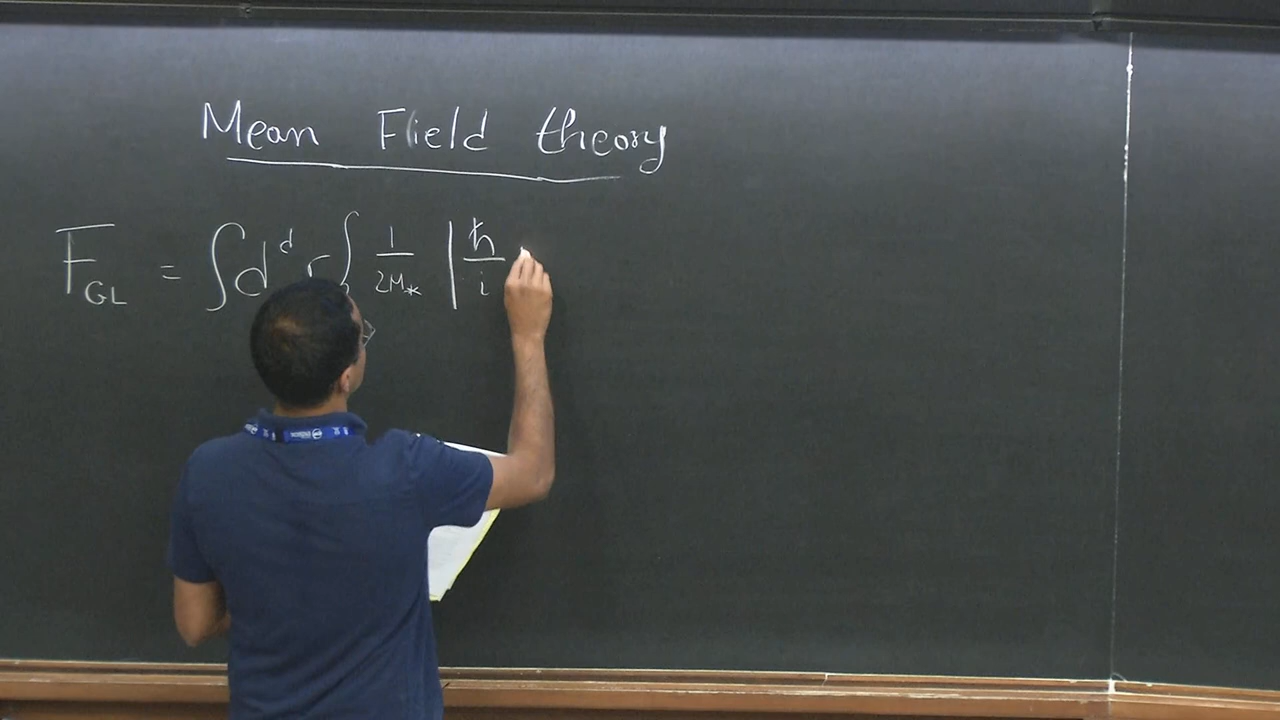 Mean Field theory
F_GL = ∫ d^d r { 1/2M_* | ħ/i